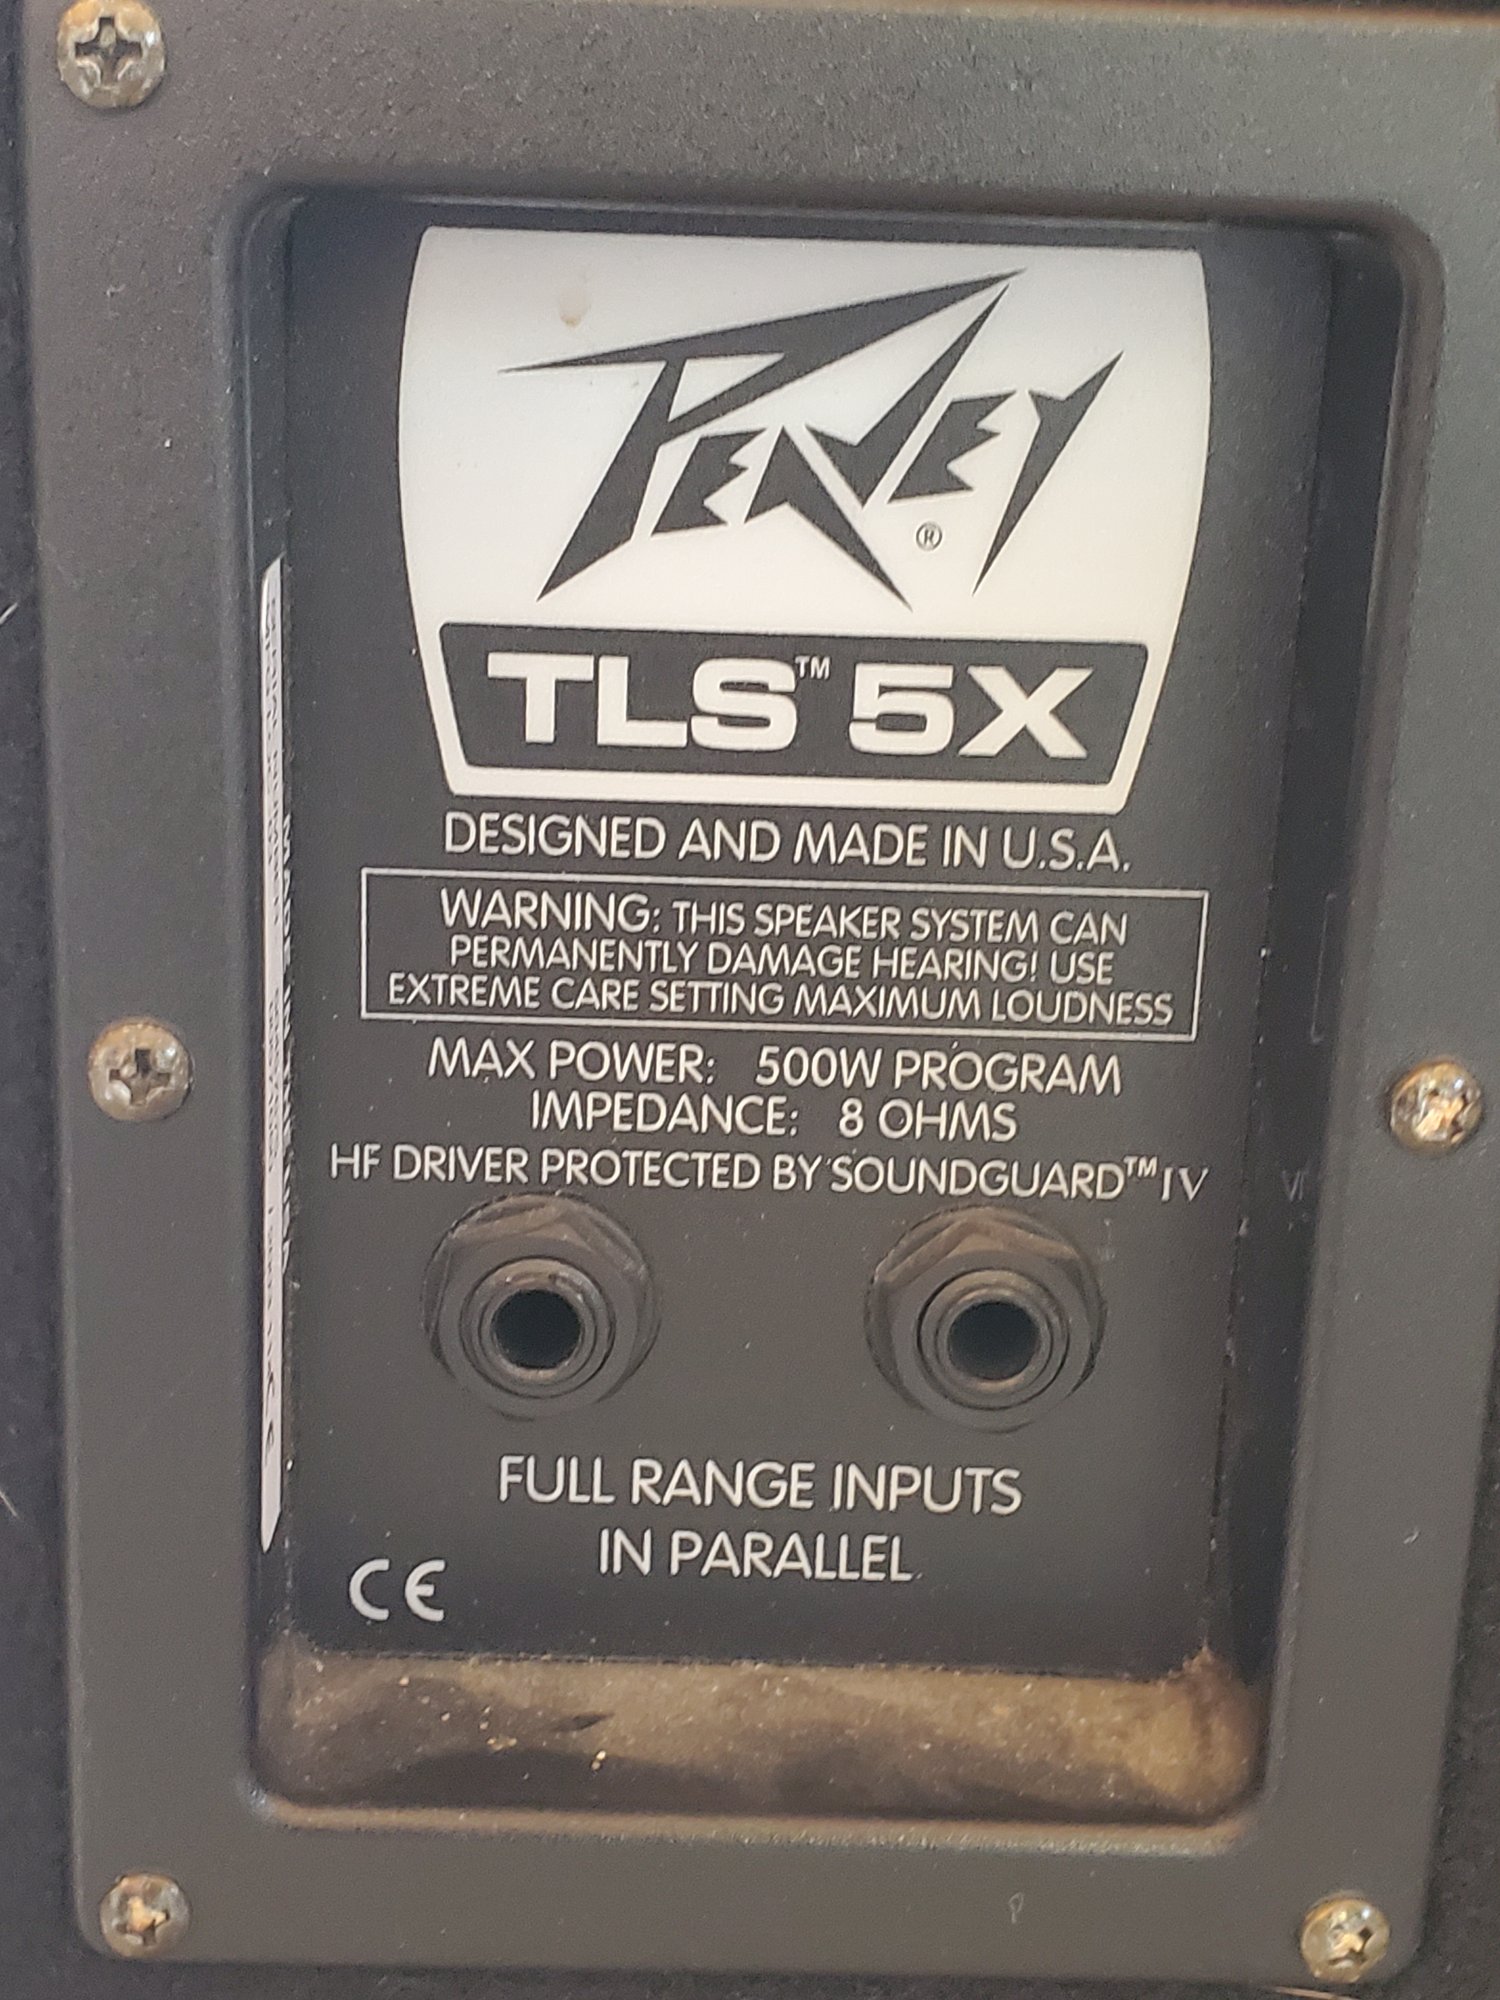 PEAVEY
®
TLS™ 5X
DESIGNED AND MADE IN U.S.A.
WARNING: THIS SPEAKER SYSTEM CAN
PERMANENTLY DAMAGE HEARING! USE
EXTREME CARE SETTING MAXIMUM LOUDNESS
MAX POWER: 500W PROGRAM
IMPEDANCE: 8 OHMS
HF DRIVER PROTECTED BY SOUNDGUARD™ IV
FULL RANGE INPUTS
IN PARALLEL
CE